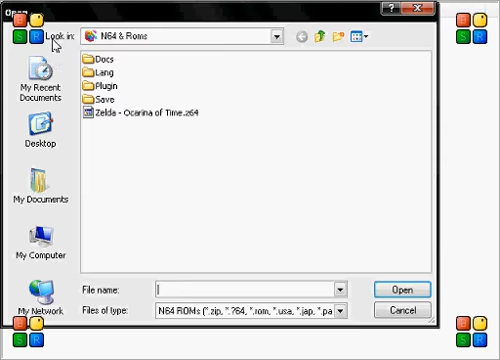 Open
Look in:
N64 & Roms
Docs
Lang
Plugin
Save
Zelda - Ocarina of Time.z64
My Recent
Documents
Desktop
My Documents
My Computer
My Network
File name:
Open
Files of type:
N64 ROMs (*.zip, *.?64, *.rom, *.usa, *.jap, *.pa
Cancel
B
S
R
B
S
R
B
S
R
B
S
R